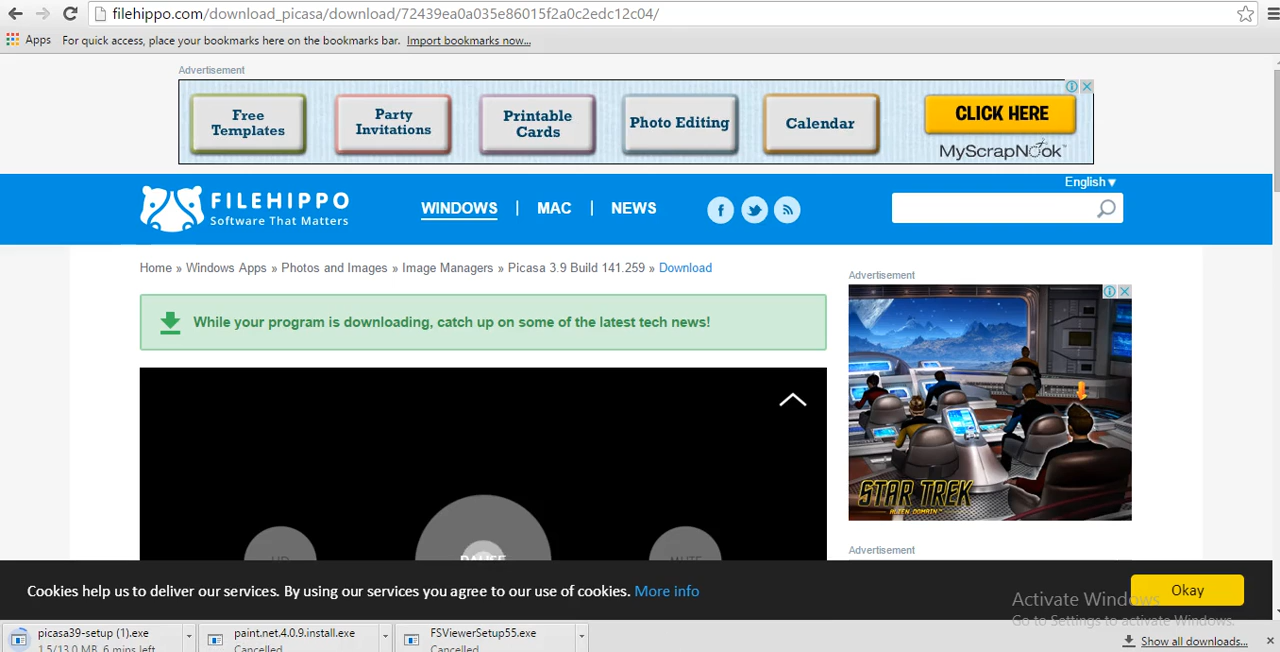 filehippo.com/download_picasa/download/72439ea0a035e86015f2a0c2edc12c04/
Apps For quick access, place your bookmarks here on the bookmarks bar. Import bookmarks now...
Advertisement
Free Templates
Party Invitations
Printable Cards
Photo Editing
Calendar
CLICK HERE
MyScrapNook™
English▼
FILEHIPPO
Software That Matters
WINDOWS | MAC | NEWS
Home » Windows Apps » Photos and Images » Image Managers » Picasa 3.9 Build 141.259 » Download
Advertisement
While your program is downloading, catch up on some of the latest tech news!
STAR TREK
ALIEN DOMAIN™
Advertisement
HD
PAUSE
MUTE
Cookies help us to deliver our services. By using our services you agree to our use of cookies. More info
Okay
Activate Windows
Go to Settings to activate Windows.
picasa39-setup (1).exe
1.5/13.0 MB, 6 mins left
paint.net.4.0.9.install.exe
Cancelled
FSViewerSetup55.exe
Cancelled
Show all downloads...